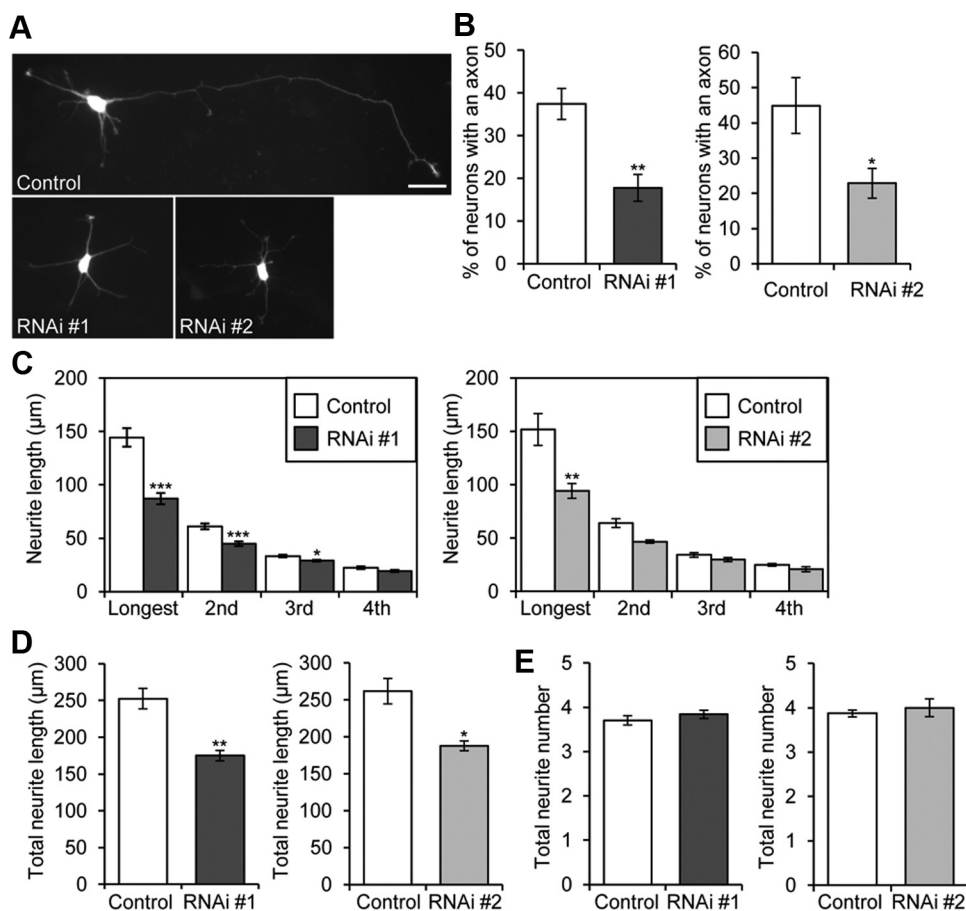 A
Control
RNAi #1
RNAi #2
B
% of neurons with an axon
50
40
30
20
10
0
**
Control RNAi #1
% of neurons with an axon
60
50
40
30
20
10
0
*
Control RNAi #2
C
Neurite length (µm)
200
150
100
50
0
Control
RNAi #1
***
***
*
Longest 2nd 3rd 4th
Neurite length (µm)
200
150
100
50
0
Control
RNAi #2
**
Longest 2nd 3rd 4th
D
Total neurite length (µm)
300
250
200
150
100
50
0
**
Control RNAi #1
Total neurite length (µm)
300
250
200
150
100
50
0
*
Control RNAi #2
E
Total neurite number
5
4
3
2
1
0
Control RNAi #1
Total neurite number
5
4
3
2
1
0
Control RNAi #2